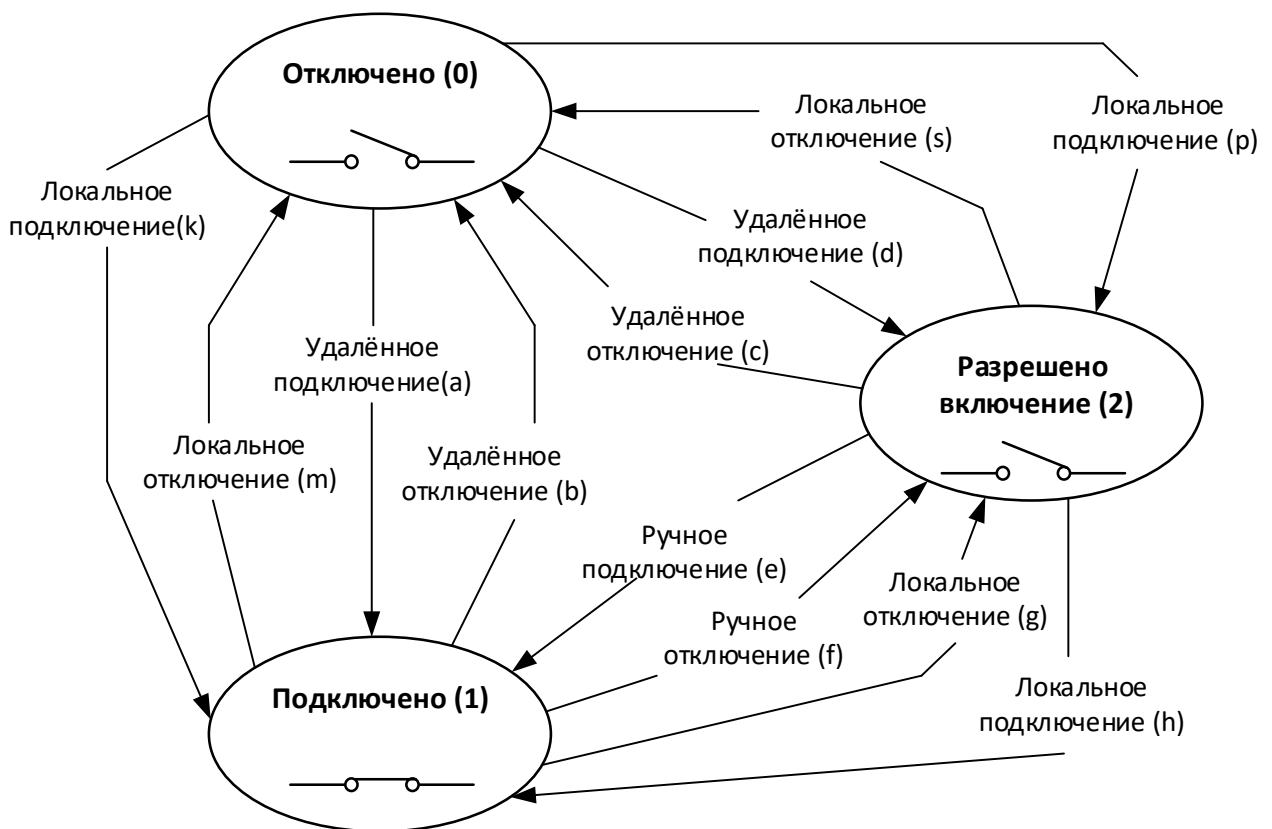 Отключено (0)
Локальное
отключение (s)
Локальное
подключение (p)
Локальное
подключение(k)
Удалённое
подключение (d)
Удалённое
отключение (c)
Удалённое
подключение(a)
Разрешено
включение (2)
Локальное
отключение (m)
Удалённое
отключение (b)
Ручное
подключение (e)
Локальное
отключение (g)
Ручное
отключение (f)
Подключено (1)
Локальное
подключение (h)